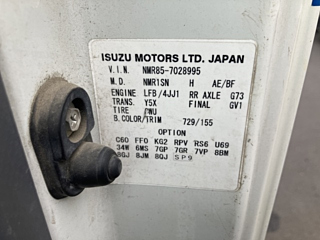 ISUZU MOTORS LTD. JAPAN
V.I.N. NMR85-7028995
M.D. NMR1SN H AE/BF
ENGINE LFB/4JJ1 RR AXLE G73
TRANS. Y5X FINAL GV1
TIRE PWU
B.COLOR/TRIM 729/155
OPTION
C60 FFO KG2 RPV RS6 U69
34W 6MS 7GP 7GR 7VP 8BM
8GJ 8JM 8QJ SP9